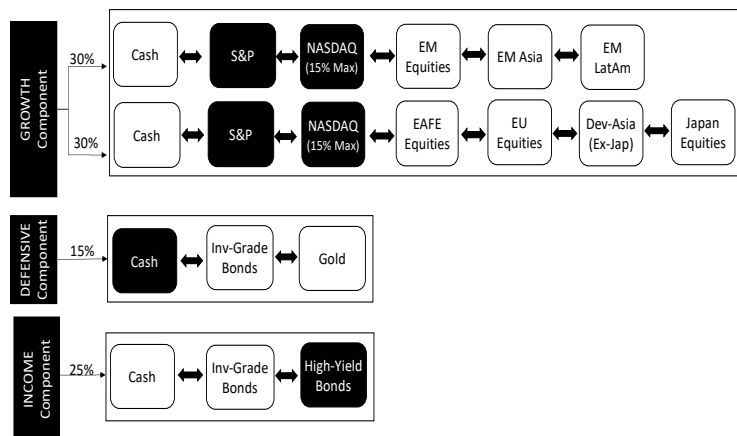 GROWTH
Component
30%
Cash
S&P
NASDAQ
(15% Max)
EM
Equities
EM Asia
EM
LatAm
30%
Cash
S&P
NASDAQ
(15% Max)
EAFE
Equities
EU
Equities
Dev-Asia
(Ex-Jap)
Japan
Equities
DEFENSIVE
Component
15%
Cash
Inv-Grade
Bonds
Gold
INCOME
Component
25%
Cash
Inv-Grade
Bonds
High-Yield
Bonds